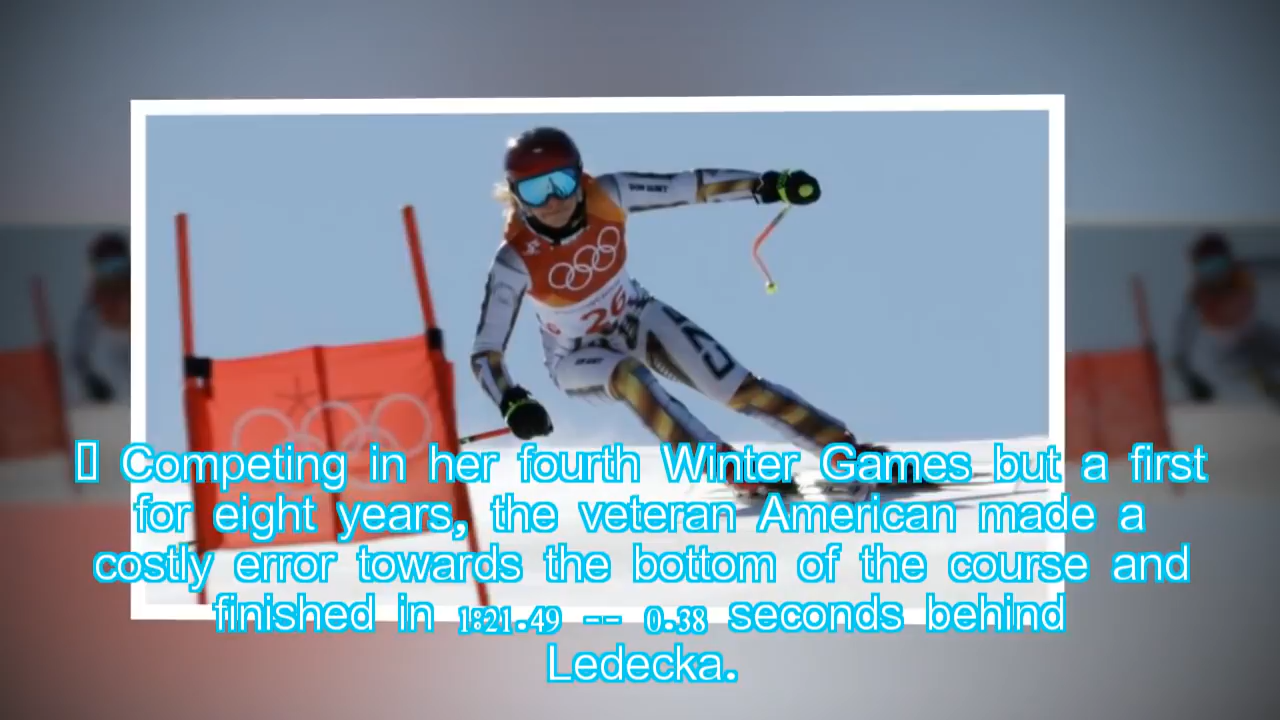 26
Competing in her fourth Winter Games but a first
for eight years, the veteran American made a
costly error towards the bottom of the course and
finished in 1:21.49 -- 0.38 seconds behind
Ledecka.